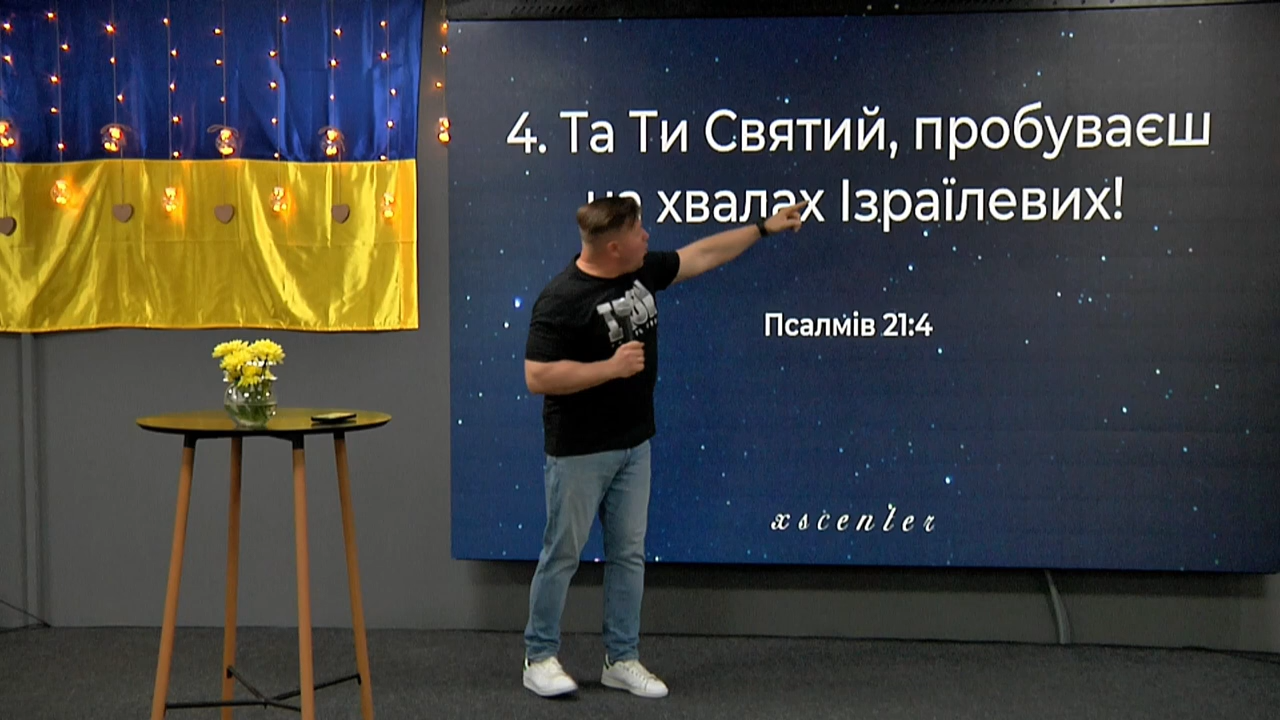 4. Та Ти Святий, пробуваєш
на хвалах Ізраїлевих!
Псалмів 21:4
xscenter